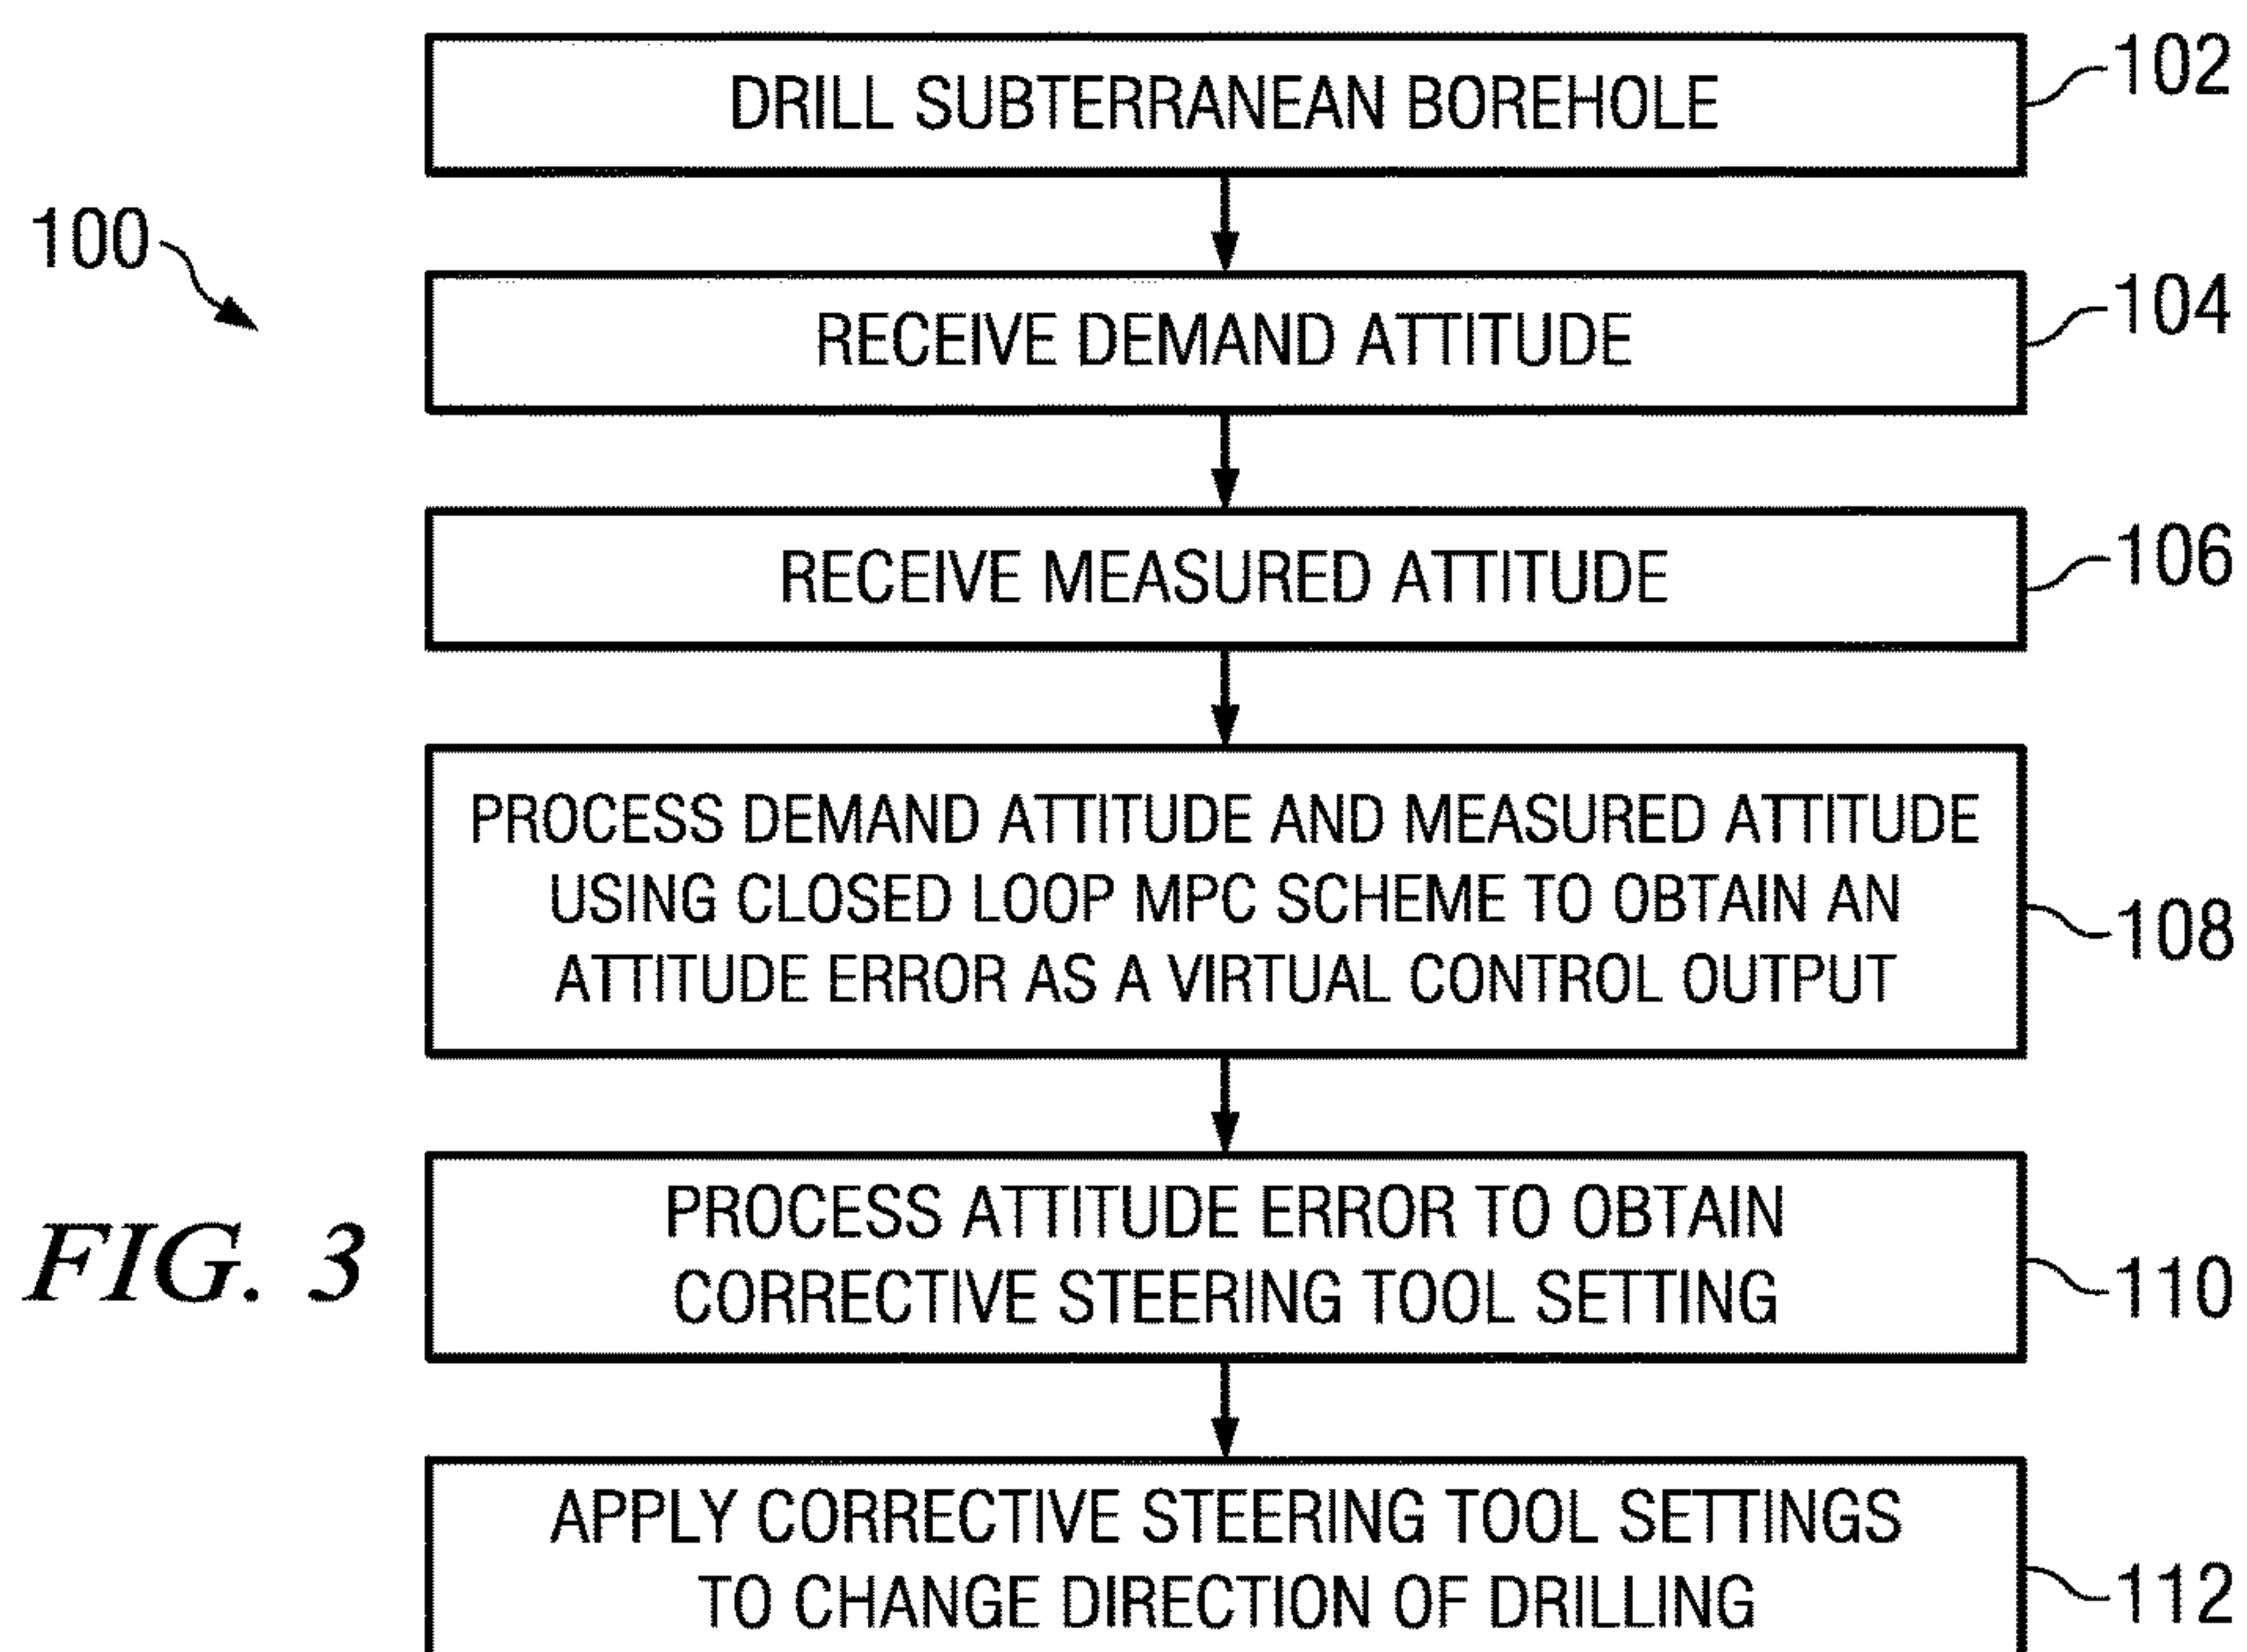 DRILL SUBTERRANEAN BOREHOLE
102
100
RECEIVE DEMAND ATTITUDE
104
RECEIVE MEASURED ATTITUDE
106
PROCESS DEMAND ATTITUDE AND MEASURED ATTITUDE
USING CLOSED LOOP MPC SCHEME TO OBTAIN AN
ATTITUDE ERROR AS A VIRTUAL CONTROL OUTPUT
108
PROCESS ATTITUDE ERROR TO OBTAIN
CORRECTIVE STEERING TOOL SETTING
110
FIG. 3
APPLY CORRECTIVE STEERING TOOL SETTINGS
TO CHANGE DIRECTION OF DRILLING
112